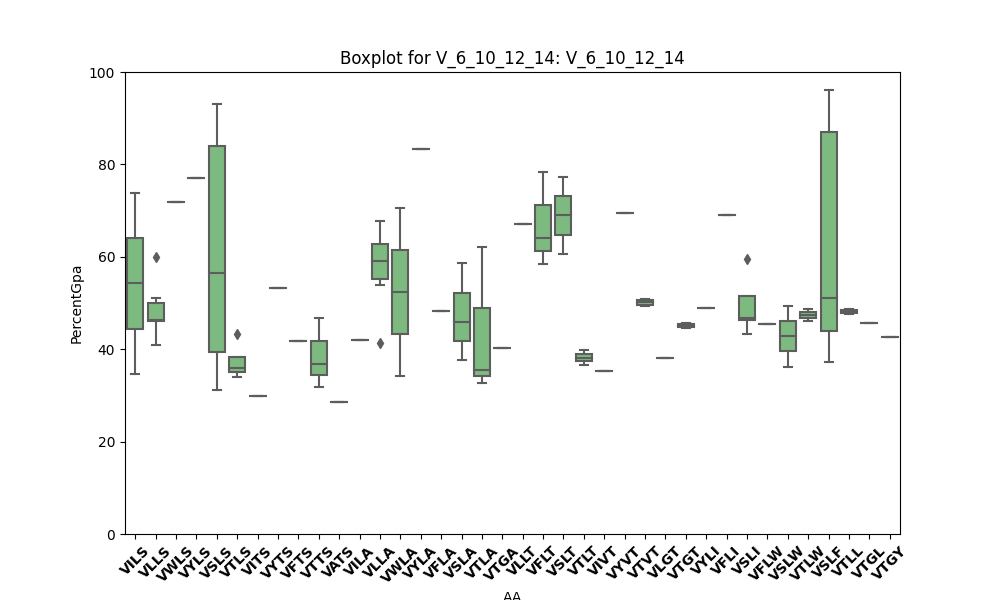 Boxplot for V_6_10_12_14: V_6_10_12_14
100
80
60
40
20
0
PercentGpa
VILS
VLLS
VWLS
VYLS
VSLS
VTLS
VITS
VYTS
VFTS
VTTS
VATS
VILA
VLLA
VWLA
VYLA
VFLA
VSLA
VTLA
VTGA
VLLT
VFLT
VSLT
VTLT
VIVT
VYVT
VTVT
VLGT
VTGT
VYLI
VFLI
VSLI
VFLW
VSLW
VTLW
VSLF
VTLL
VTGL
VTGY
AA